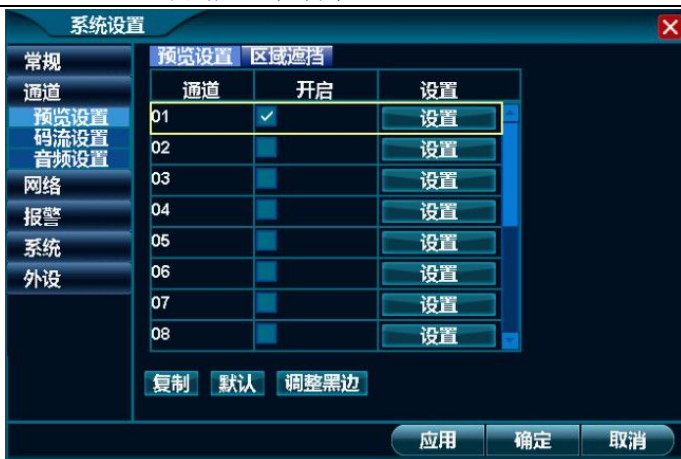 系统设置
常规
通道
预览设置
码流设置
音频设置
网络
报警
系统
外设
预览设置 区域遮挡
通道 开启 设置
01 设置
02 设置
03 设置
04 设置
05 设置
06 设置
07 设置
08 设置
复制 默认 调整黑边
应用 确定 取消